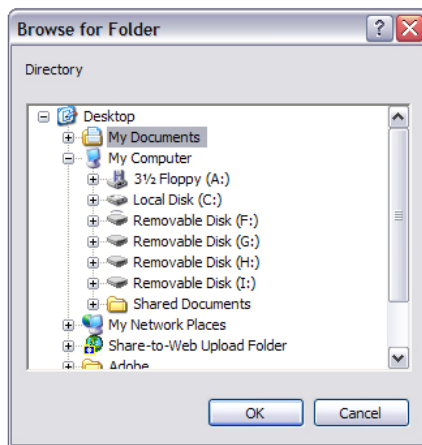 Browse for Folder
Directory
Desktop
My Documents
My Computer
3½ Floppy (A:)
Local Disk (C:)
Removable Disk (F:)
Removable Disk (G:)
Removable Disk (H:)
Removable Disk (I:)
Shared Documents
My Network Places
Share-to-Web Upload Folder
Adobe
OK Cancel